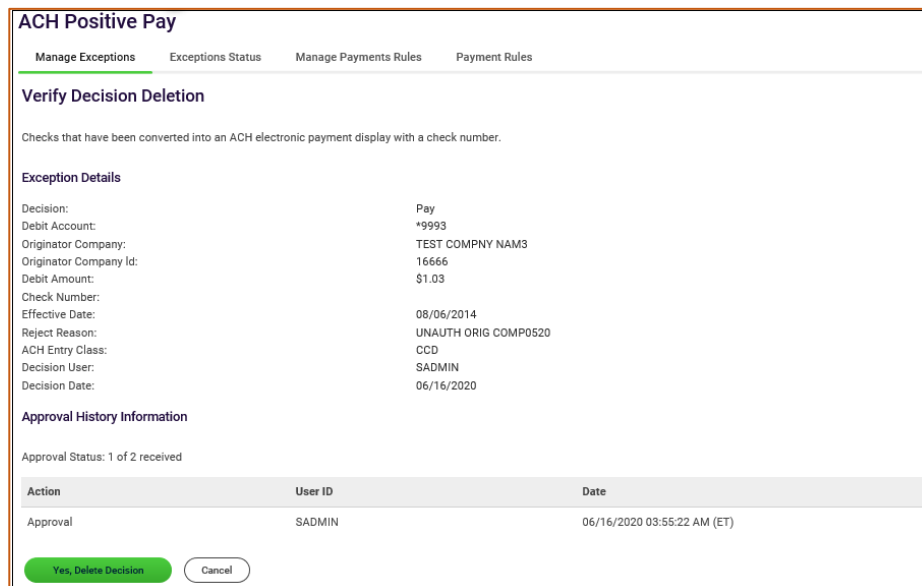 ACH Positive Pay
Manage Exceptions Exceptions Status Manage Payments Rules Payment Rules
Verify Decision Deletion
Checks that have been converted into an ACH electronic payment display with a check number.
Exception Details
Decision: Pay
Debit Account: *9993
Originator Company: TEST COMPNY NAM3
Originator Company Id: 16666
Debit Amount: $1.03
Check Number:
Effective Date: 08/06/2014
Reject Reason: UNAUTH ORIG COMP0520
ACH Entry Class: CCD
Decision User: SADMIN
Decision Date: 06/16/2020
Approval History Information
Approval Status: 1 of 2 received
Action User ID Date
Approval SADMIN 06/16/2020 03:55:22 AM (ET)
Yes, Delete Decision Cancel